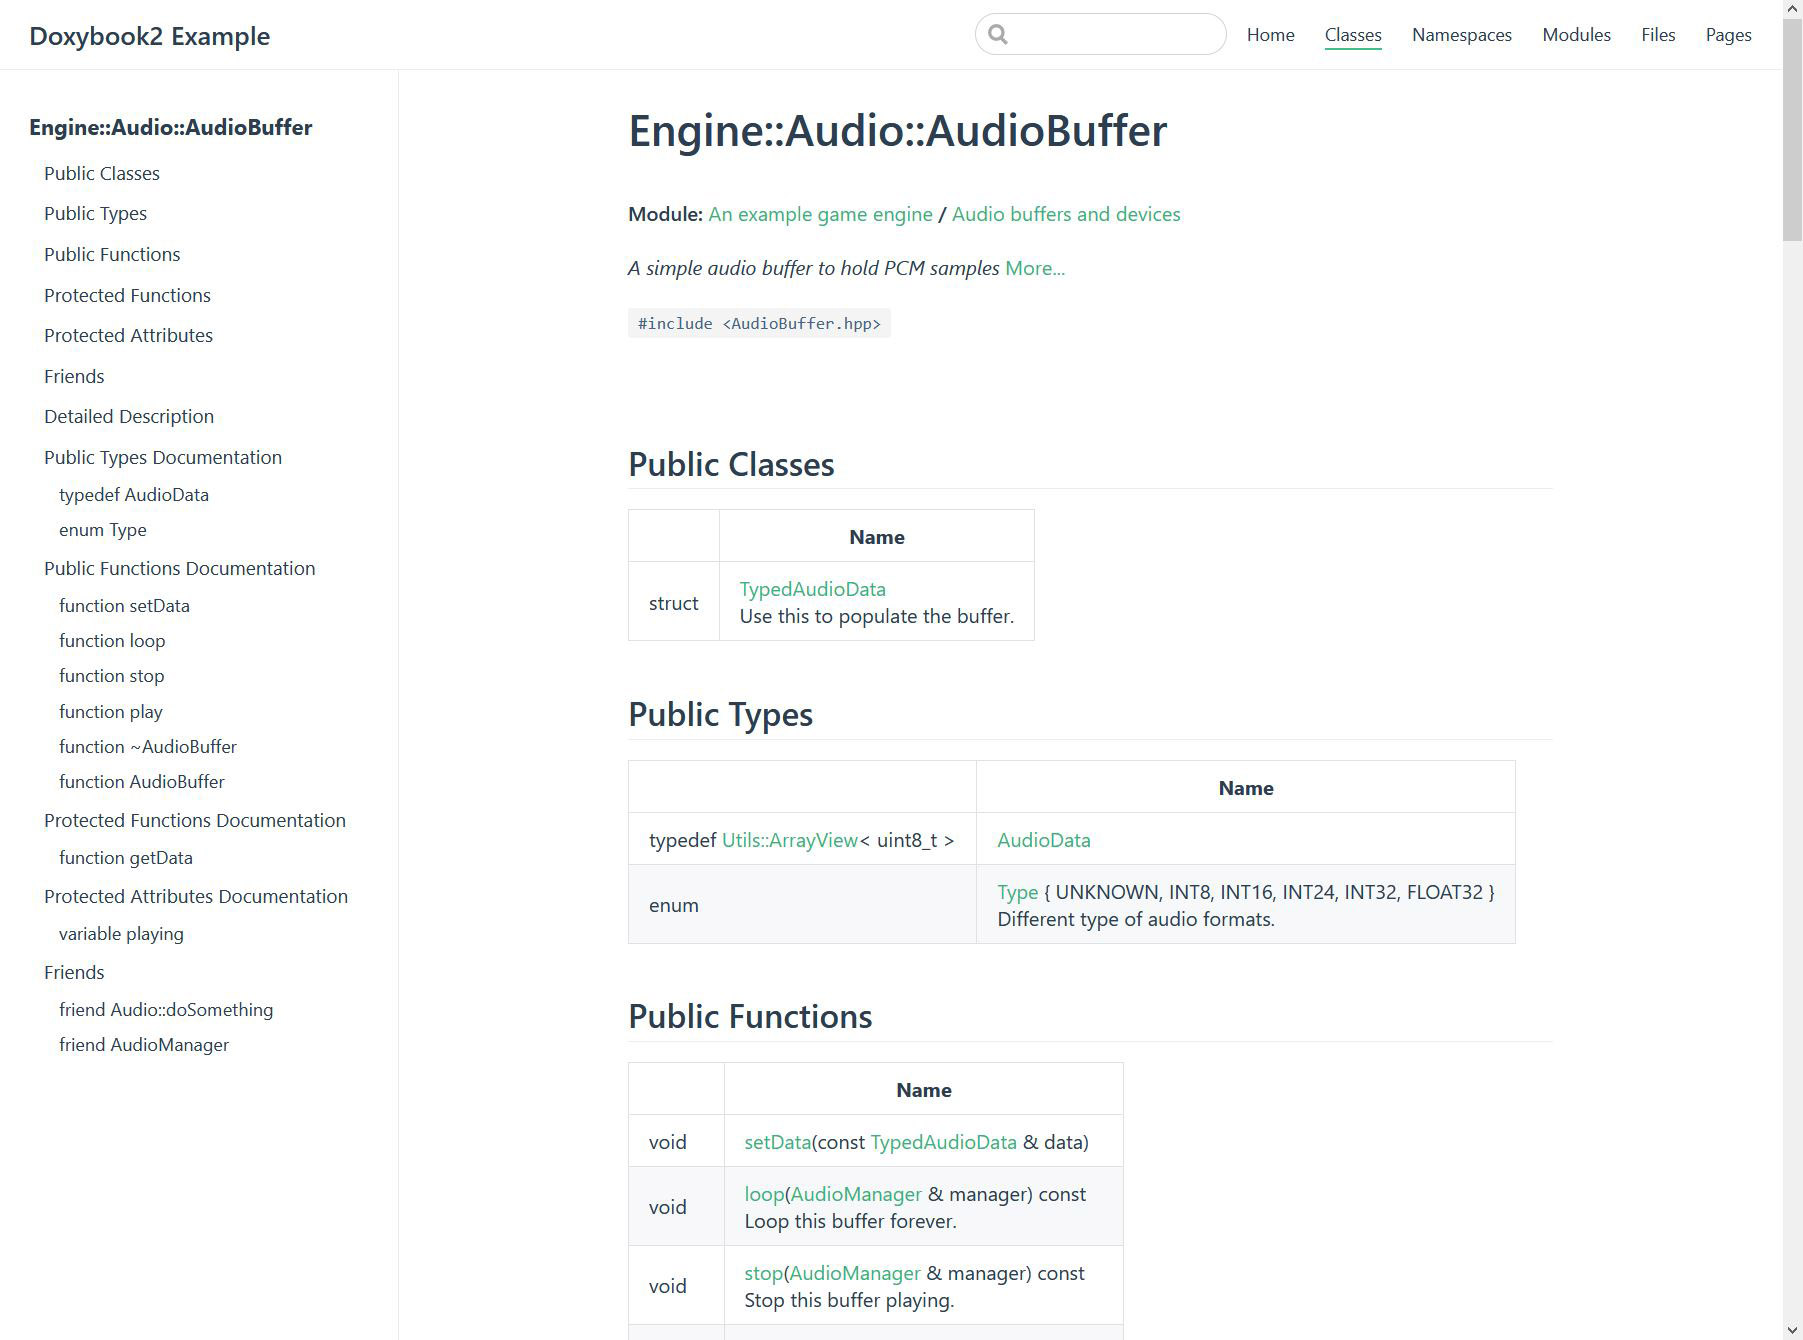 Doxybook2 Example
Home Classes Namespaces Modules Files Pages
Engine::Audio::AudioBuffer
Public Classes
Public Types
Public Functions
Protected Functions
Protected Attributes
Friends
Detailed Description
Public Types Documentation
typedef AudioData
enum Type
Public Functions Documentation
function setData
function loop
function stop
function play
function ~AudioBuffer
function AudioBuffer
Protected Functions Documentation
function getData
Protected Attributes Documentation
variable playing
Friends
friend Audio::doSomething
friend AudioManager
Engine::Audio::AudioBuffer
Module: An example game engine / Audio buffers and devices
A simple audio buffer to hold PCM samples More...
#include <AudioBuffer.hpp>
Public Classes
Name
struct TypedAudioData
Use this to populate the buffer.
Public Types
Name
typedef Utils::ArrayView< uint8_t > AudioData
enum Type { UNKNOWN, INT8, INT16, INT24, INT32, FLOAT32 }
Different type of audio formats.
Public Functions
Name
void setData(const TypedAudioData & data)
void loop(AudioManager & manager) const
Loop this buffer forever.
void stop(AudioManager & manager) const
Stop this buffer playing.